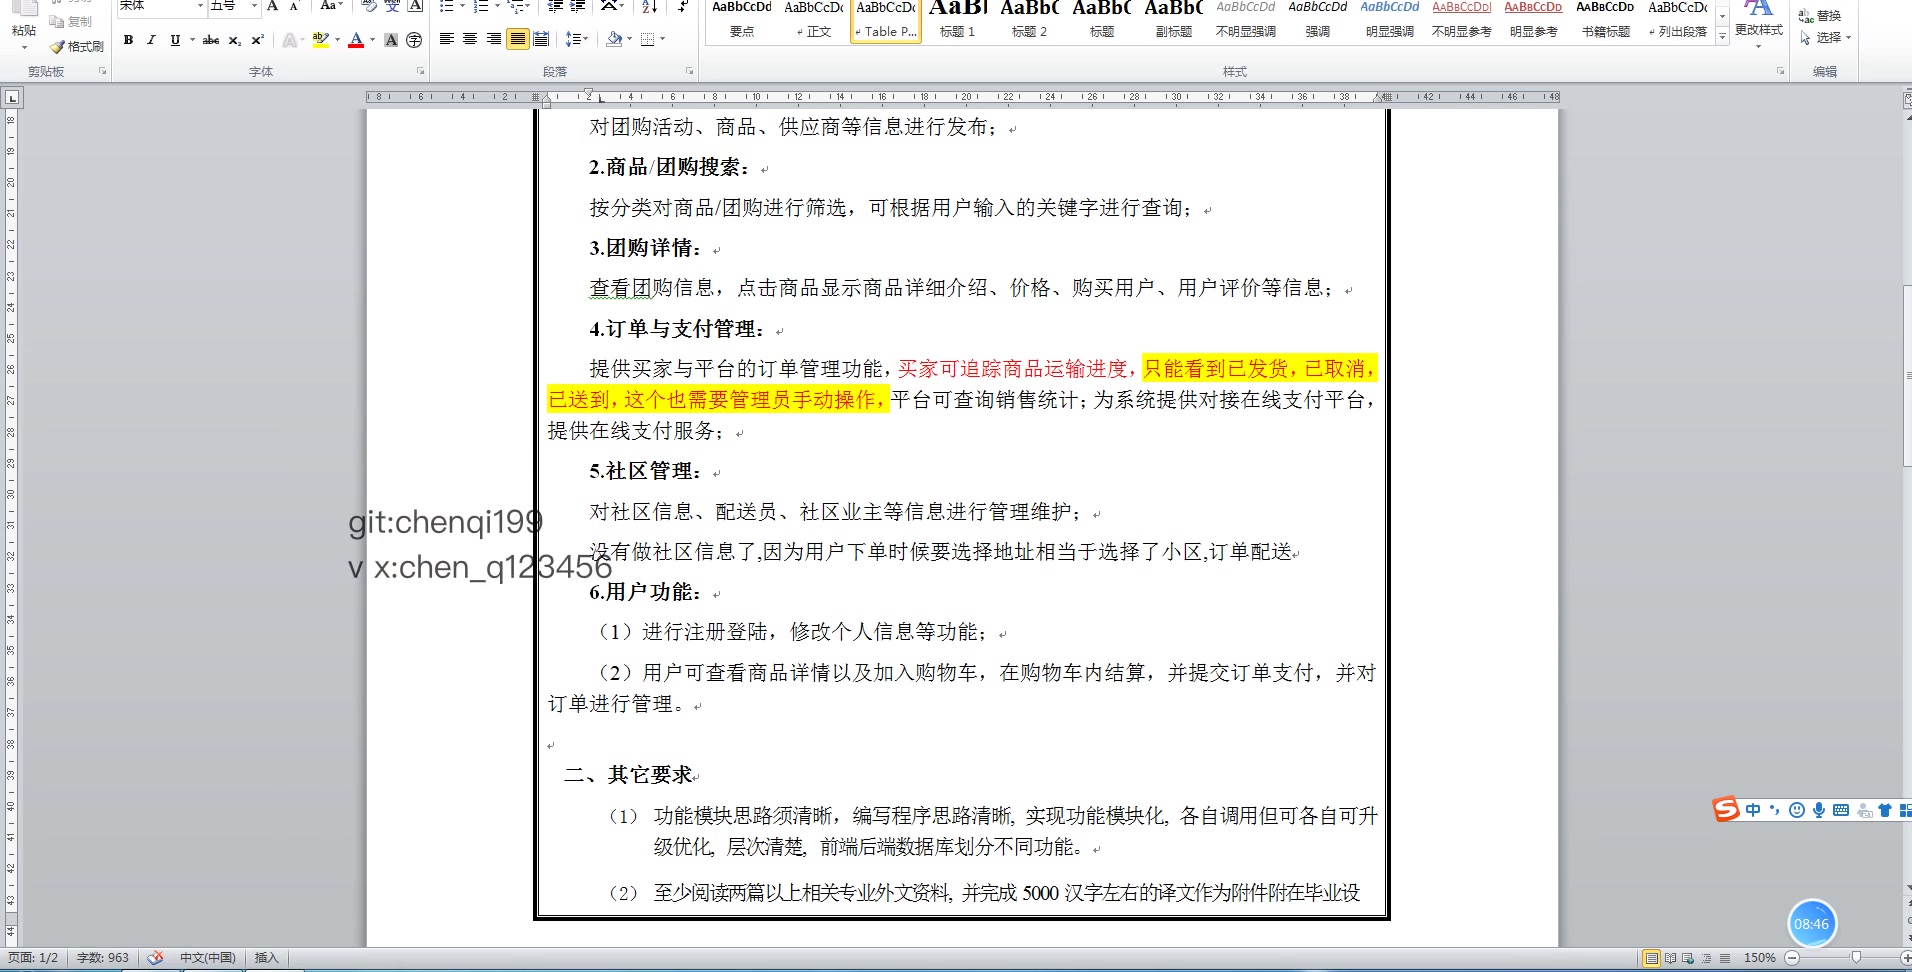 宋体 五号
粘贴 复制 格式刷
AaBbCcDd AaBbCcDc AaBbCcDc AaBl AaBbC AaBbC AaBbC AaBbCcDd AaBbCcDd AaBbCcDd AaBbCcDd AaBbCcDd AaBbCcDd AaBbCcDc
要点 正文 Table P... 标题 1 标题 2 标题 副标题 不明显强调 强调 明显强调 不明显参考 明显参考 书籍标题 列出段落 更改样式
替换
选择
剪贴板 字体 段落 样式 编辑
对团购活动、商品、供应商等信息进行发布；
2.商品/团购搜索：
按分类对商品/团购进行筛选，可根据用户输入的关键字进行查询；
3.团购详情：
查看团购信息，点击商品显示商品详细介绍、价格、购买用户、用户评价等信息；
4.订单与支付管理：
提供买家与平台的订单管理功能，买家可追踪商品运输进度，只能看到已发货，已取消，
已送到，这个也需要管理员手动操作，平台可查询销售统计；为系统提供对接在线支付平台，
提供在线支付服务；
5.社区管理：
对社区信息、配送员、社区业主等信息进行管理维护；
没有做社区信息了,因为用户下单时候要选择地址相当于选择了小区,订单配送
git:chenqi199
v x:chen_q123456
6.用户功能：
（1）进行注册登陆，修改个人信息等功能；
（2）用户可查看商品详情以及加入购物车，在购物车内结算，并提交订单支付，并对
订单进行管理。
二、其它要求
（1） 功能模块思路须清晰，编写程序思路清晰, 实现功能模块化, 各自调用但可各自可升
级优化, 层次清楚, 前端后端数据库划分不同功能。
（2） 至少阅读两篇以上相关专业外文资料, 并完成 5000 汉字左右的译文作为附件附在毕业设
中
08:46
页面: 1/2 字数: 963 中文(中国) 插入 150%